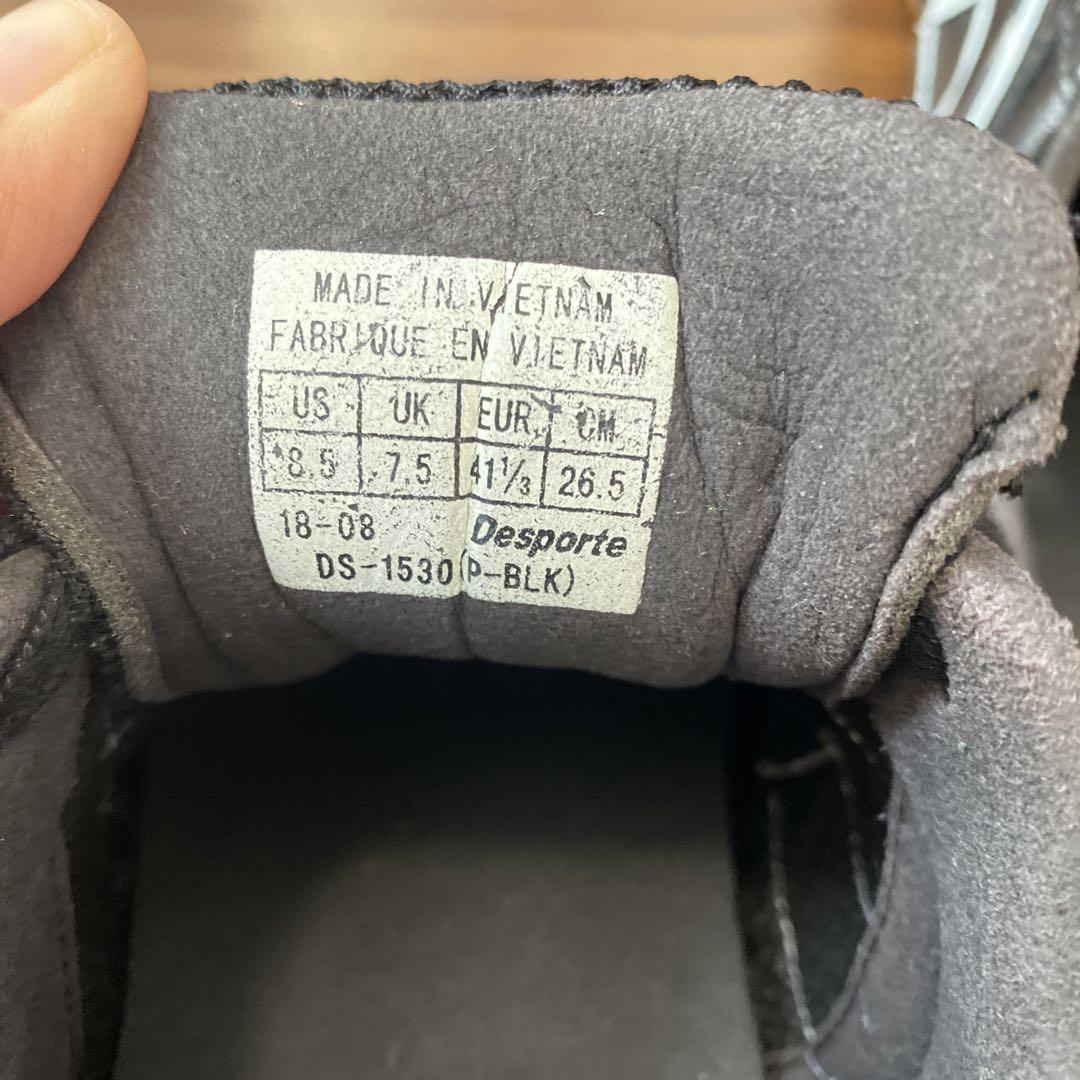 MADE IN VIETNAM
FABRIQUE EN VIETNAM
US UK EUR CM
8.5 7.5 41⅓ 26.5
18-08 Desporte
DS-1530(P-BLK)